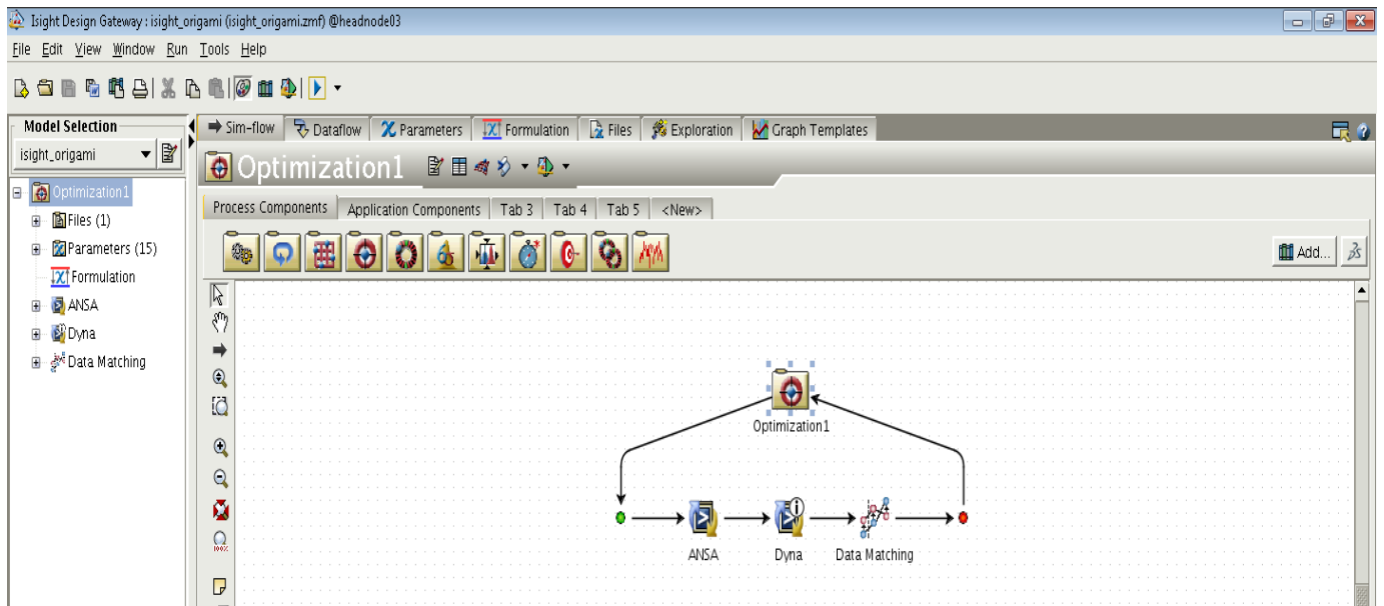 Isight Design Gateway : isight_origami (isight_origami.zmf) @headnode03
File Edit View Window Run Tools Help
Model Selection
isight_origami
Optimization1
Files (1)
Parameters (15)
Formulation
ANSA
Dyna
Data Matching
Sim-flow Dataflow Parameters Formulation Files Exploration Graph Templates
Optimization1
Process Components Application Components Tab 3 Tab 4 Tab 5 <New>
Add...
Optimization1
ANSA Dyna Data Matching
100%